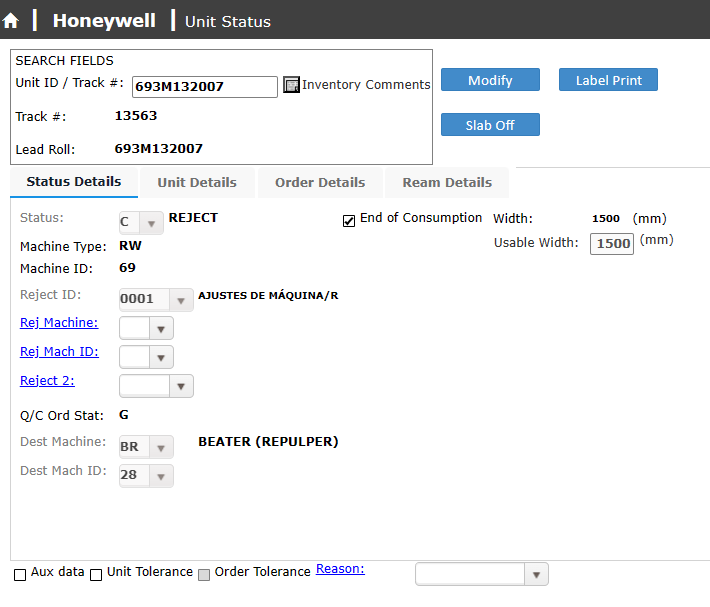 Honeywell Unit Status
SEARCH FIELDS
Unit ID / Track #: 693M132007 Inventory Comments
Modify Label Print
Track #: 13563
Slab Off
Lead Roll: 693M132007
Status Details Unit Details Order Details Ream Details
Status: C REJECT End of Consumption Width: 1500 (mm)
Machine Type: RW Usable Width: 1500 (mm)
Machine ID: 69
Reject ID: 0001 AJUSTES DE MÁQUINA/R
Rej Machine:
Rej Mach ID:
Reject 2:
Q/C Ord Stat: G
Dest Machine: BR BEATER (REPULPER)
Dest Mach ID: 28
Aux data Unit Tolerance Order Tolerance Reason: